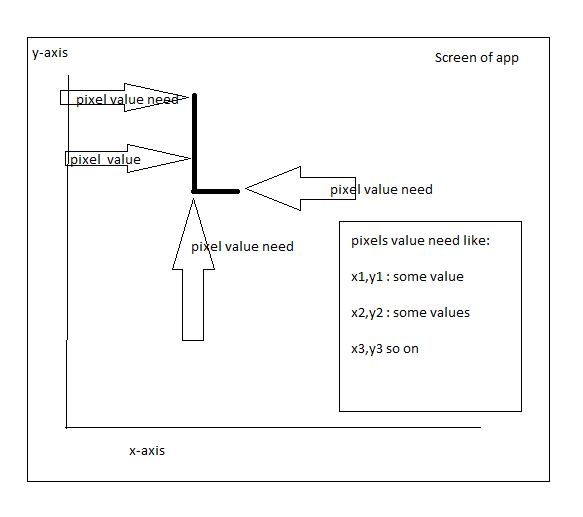 y-axis
Screen of app
pixel value need
pixel value
pixel value need
pixel value need
pixels value need like:
x1,y1 : some value
x2,y2 : some values
x3,y3 so on
x-axis